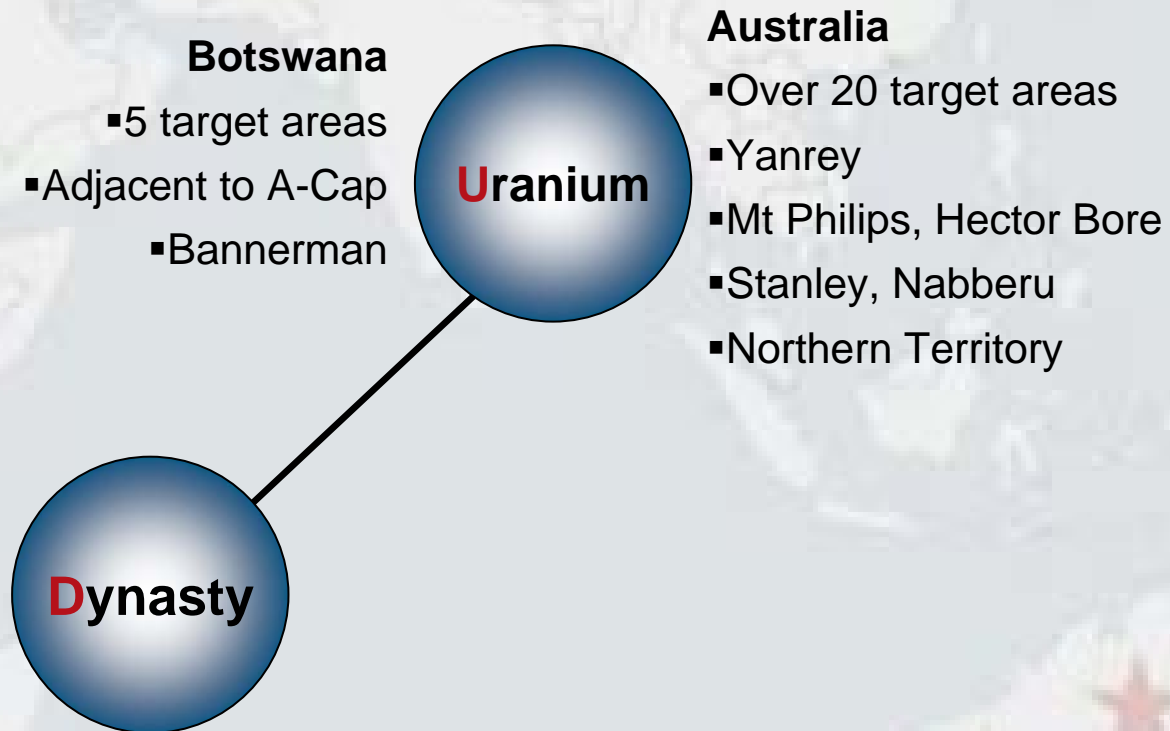 Botswana
▪5 target areas
▪Adjacent to A-Cap
▪Bannerman
Uranium
Australia
▪Over 20 target areas
▪Yanrey
▪Mt Philips, Hector Bore
▪Stanley, Nabberu
▪Northern Territory
Dynasty